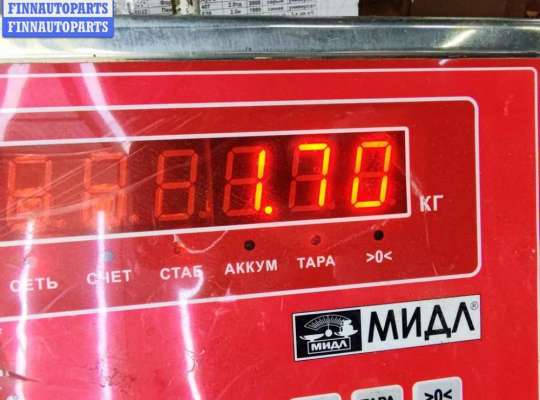 FINNAUTOPARTS
FINNAUTOPARTS
1.70 КГ
СЕТЬ СЧЕТ СТАБ АККУМ ТАРА >0<
МИДЛ МИДЛ®
ТАРА >0<